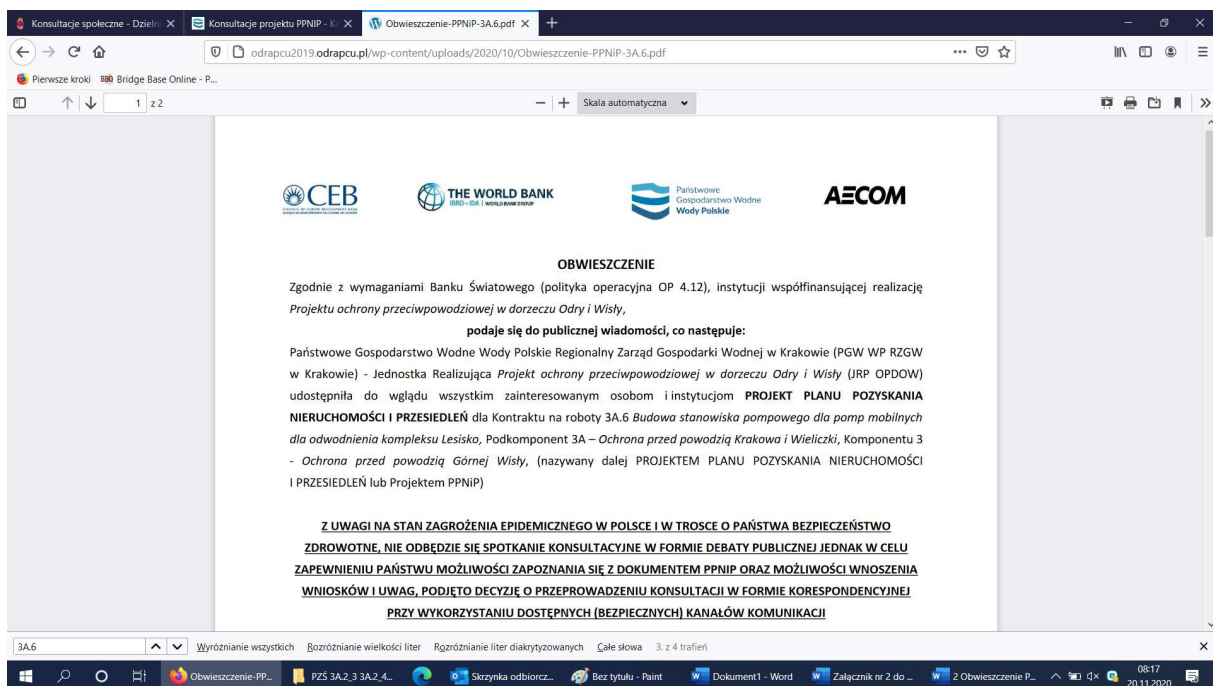 Konsultacje społeczne - Dzieln
Konsultacje projektu PPNIP - Ko
Obwieszczenie-PPNiP-3A.6.pdf
odrapcu2019.odrapcu.pl/wp-content/uploads/2020/10/Obwieszczenie-PPNiP-3A.6.pdf
Pierwsze kroki BBO Bridge Base Online - P...
1 z 2
Skala automatyczna
CEB
THE WORLD BANK
IBRD • IDA | WORLD BANK GROUP
Państwowe
Gospodarstwo Wodne
Wody Polskie
AECOM
OBWIESZCZENIE
Zgodnie z wymaganiami Banku Światowego (polityka operacyjna OP 4.12), instytucji współfinansującej realizację
Projektu ochrony przeciwpowodziowej w dorzeczu Odry i Wisły,
podaje się do publicznej wiadomości, co następuje:
Państwowe Gospodarstwo Wodne Wody Polskie Regionalny Zarząd Gospodarki Wodnej w Krakowie (PGW WP RZGW
w Krakowie) - Jednostka Realizująca Projekt ochrony przeciwpowodziowej w dorzeczu Odry i Wisły (JRP OPDOW)
udostępniła do wglądu wszystkim zainteresowanym osobom i instytucjom PROJEKT PLANU POZYSKANIA
NIERUCHOMOŚCI I PRZESIEDLEŃ dla Kontraktu na roboty 3A.6 Budowa stanowiska pompowego dla pomp mobilnych
dla odwodnienia kompleksu Lesisko, Podkomponent 3A – Ochrona przed powodzią Krakowa i Wieliczki, Komponentu 3
- Ochrona przed powodzią Górnej Wisły, (nazywany dalej PROJEKTEM PLANU POZYSKANIA NIERUCHOMOŚCI
I PRZESIEDLEŃ lub Projektem PPNiP)
Z UWAGI NA STAN ZAGROŻENIA EPIDEMICZNEGO W POLSCE I W TROSCE O PAŃSTWA BEZPIECZEŃSTWO
ZDROWOTNE, NIE ODBĘDZIE SIĘ SPOTKANIE KONSULTACYJNE W FORMIE DEBATY PUBLICZNEJ JEDNAK W CELU
ZAPEWNIENIU PAŃSTWU MOŻLIWOŚCI ZAPOZNANIA SIĘ Z DOKUMENTEM PPNIP ORAZ MOŻLIWOŚCI WNOSZENIA
WNIOSKÓW I UWAG, PODJĘTO DECYZJĘ O PRZEPROWADZENIU KONSULTACJI W FORMIE KORESPONDENCYJNEJ
PRZY WYKORZYSTANIU DOSTĘPNYCH (BEZPIECZNYCH) KANAŁÓW KOMUNIKACJI
3A.6 Wyróżnianie wszystkich Rozróżnianie wielkości liter Rozróżnianie liter diakrytyzowanych Całe słowa 3. z 4 trafień
Obwieszczenie-PP... PZŚ 3A.2_3 3A.2_4... Skrzynka odbiorcz... Bez tytułu - Paint Dokument1 - Word Załącznik nr 2 do ... 2 Obwieszczenie P... 08:17
20.11.2020